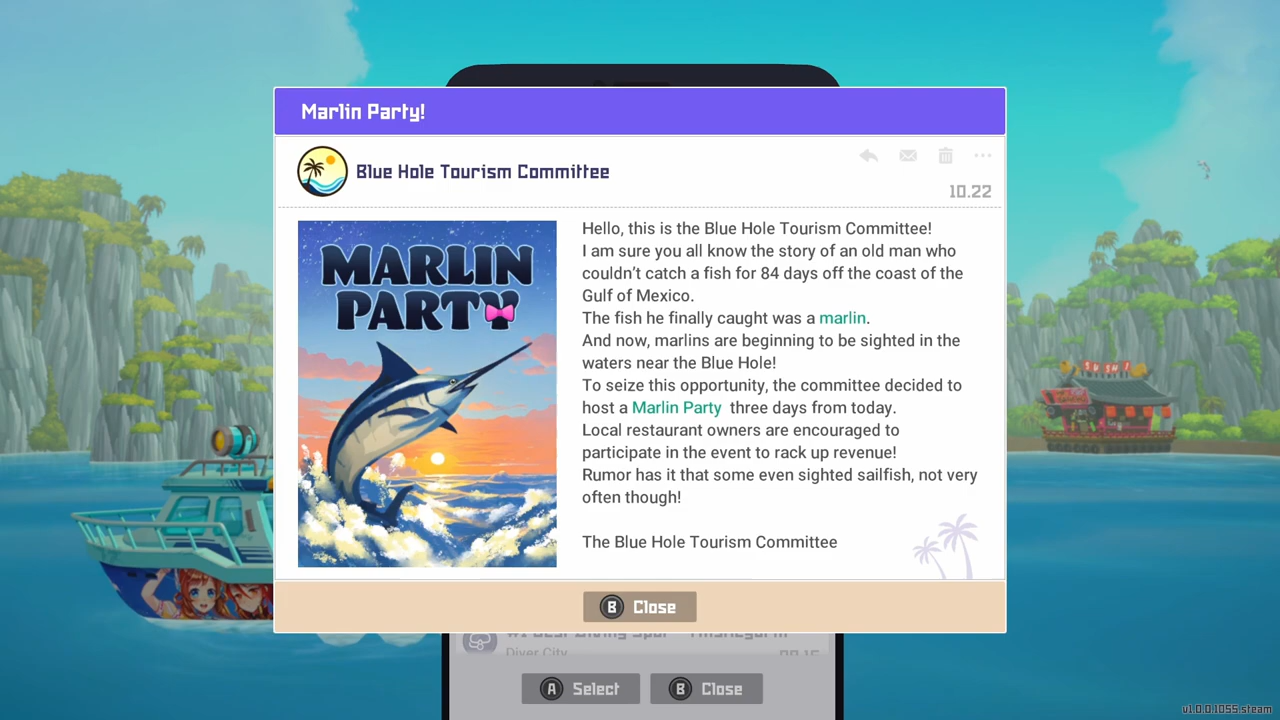 Marlin Party!
Blue Hole Tourism Committee
10.22
MARLIN
PARTY
Hello, this is the Blue Hole Tourism Committee!
I am sure you all know the story of an old man who
couldn't catch a fish for 84 days off the coast of the
Gulf of Mexico.
The fish he finally caught was a marlin.
And now, marlins are beginning to be sighted in the
waters near the Blue Hole!
To seize this opportunity, the committee decided to
host a Marlin Party three days from today.
Local restaurant owners are encouraged to
participate in the event to rack up revenue!
Rumor has it that some even sighted sailfish, not very
often though!
The Blue Hole Tourism Committee
B Close
Diver City
A Select
B Close
SUSHI
v1.0.0.1055.steam